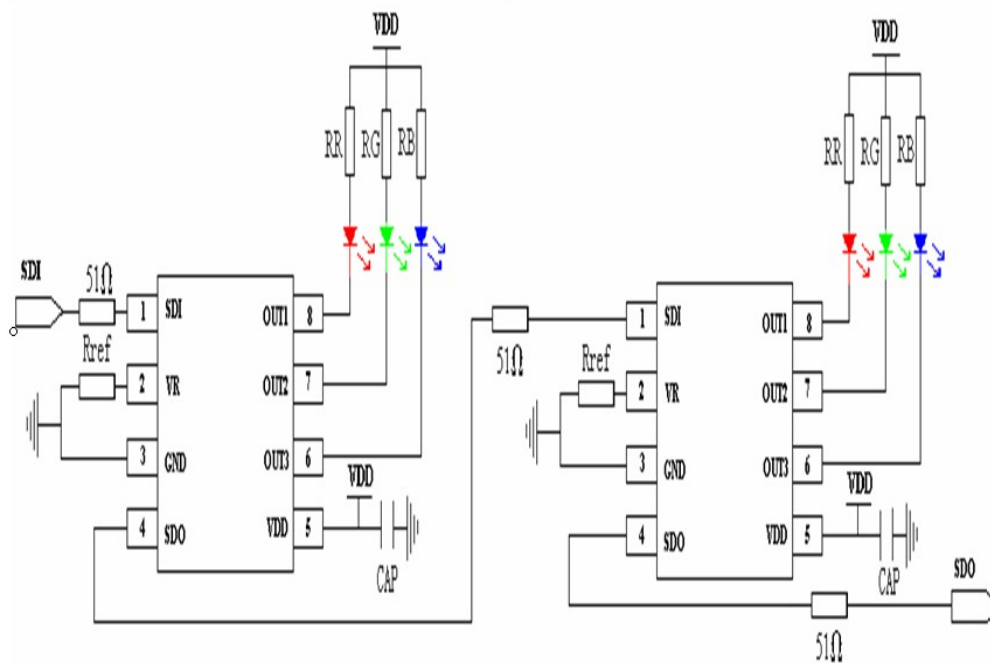 VDD
RR RG RB
SDI
51Ω
1 SDI OUT1 8
Rref
2 VR OUT2 7
3 GND OUT3 6
4 SDO VDD 5
VDD
CAP
VDD
RR RG RB
51Ω
1 SDI OUT1 8
Rref
2 VR OUT2 7
3 GND OUT3 6
4 SDO VDD 5
VDD
CAP
SDO
51Ω